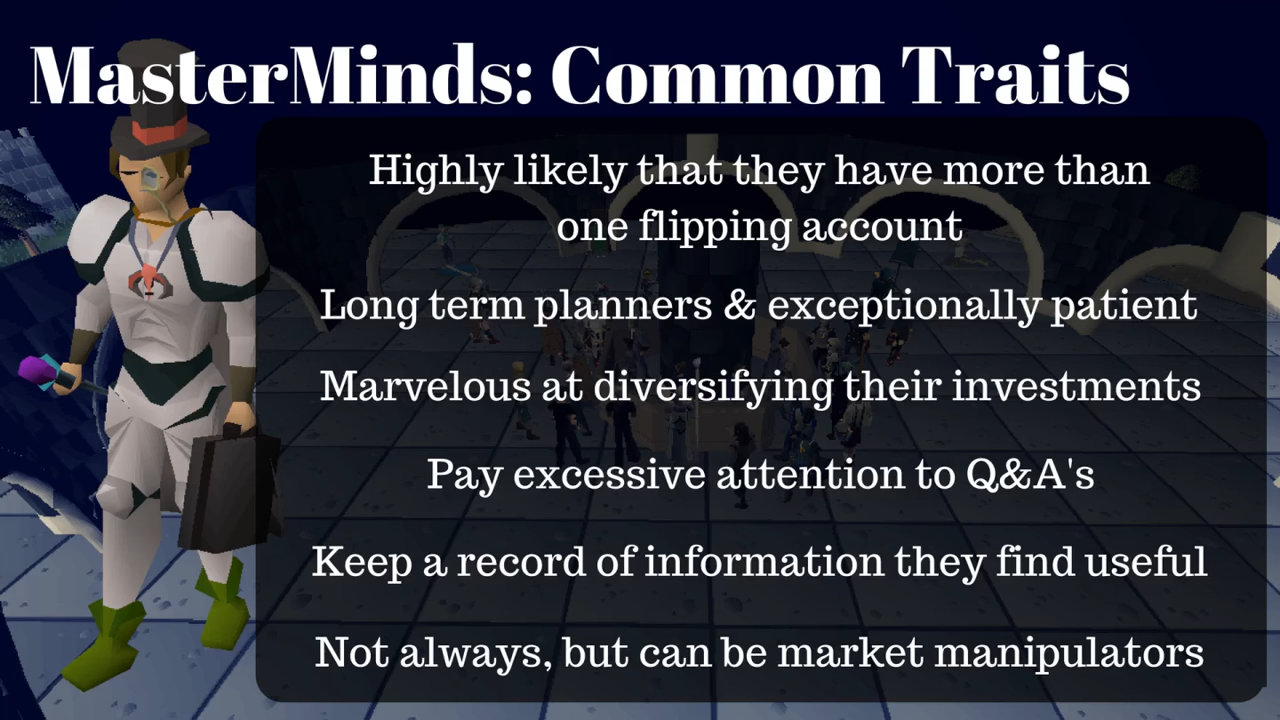 MasterMinds: Common Traits
Highly likely that they have more than
one flipping account
Long term planners & exceptionally patient
Marvelous at diversifying their investments
Pay excessive attention to Q&A's
Keep a record of information they find useful
Not always, but can be market manipulators